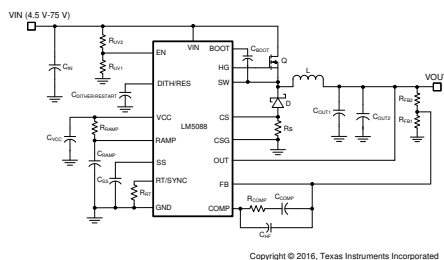 VIN (4.5 V-75 V)
VIN
BOOT
CBOOT
Q
RUV2
EN
HG
L
VOUT
CIN
RUV1
SW
DITH/RES
D
RFB2
CDITHER/RESTART
COUT1
COUT2
RFB1
VCC
LM5088
CS
Rs
RRAMP
CVCC
RAMP
CSG
CRAMP
OUT
SS
CSS
RT/SYNC
FB
RRT
RCOMP
CCOMP
GND
COMP
CHF
Copyright © 2016, Texas Instruments Incorporated